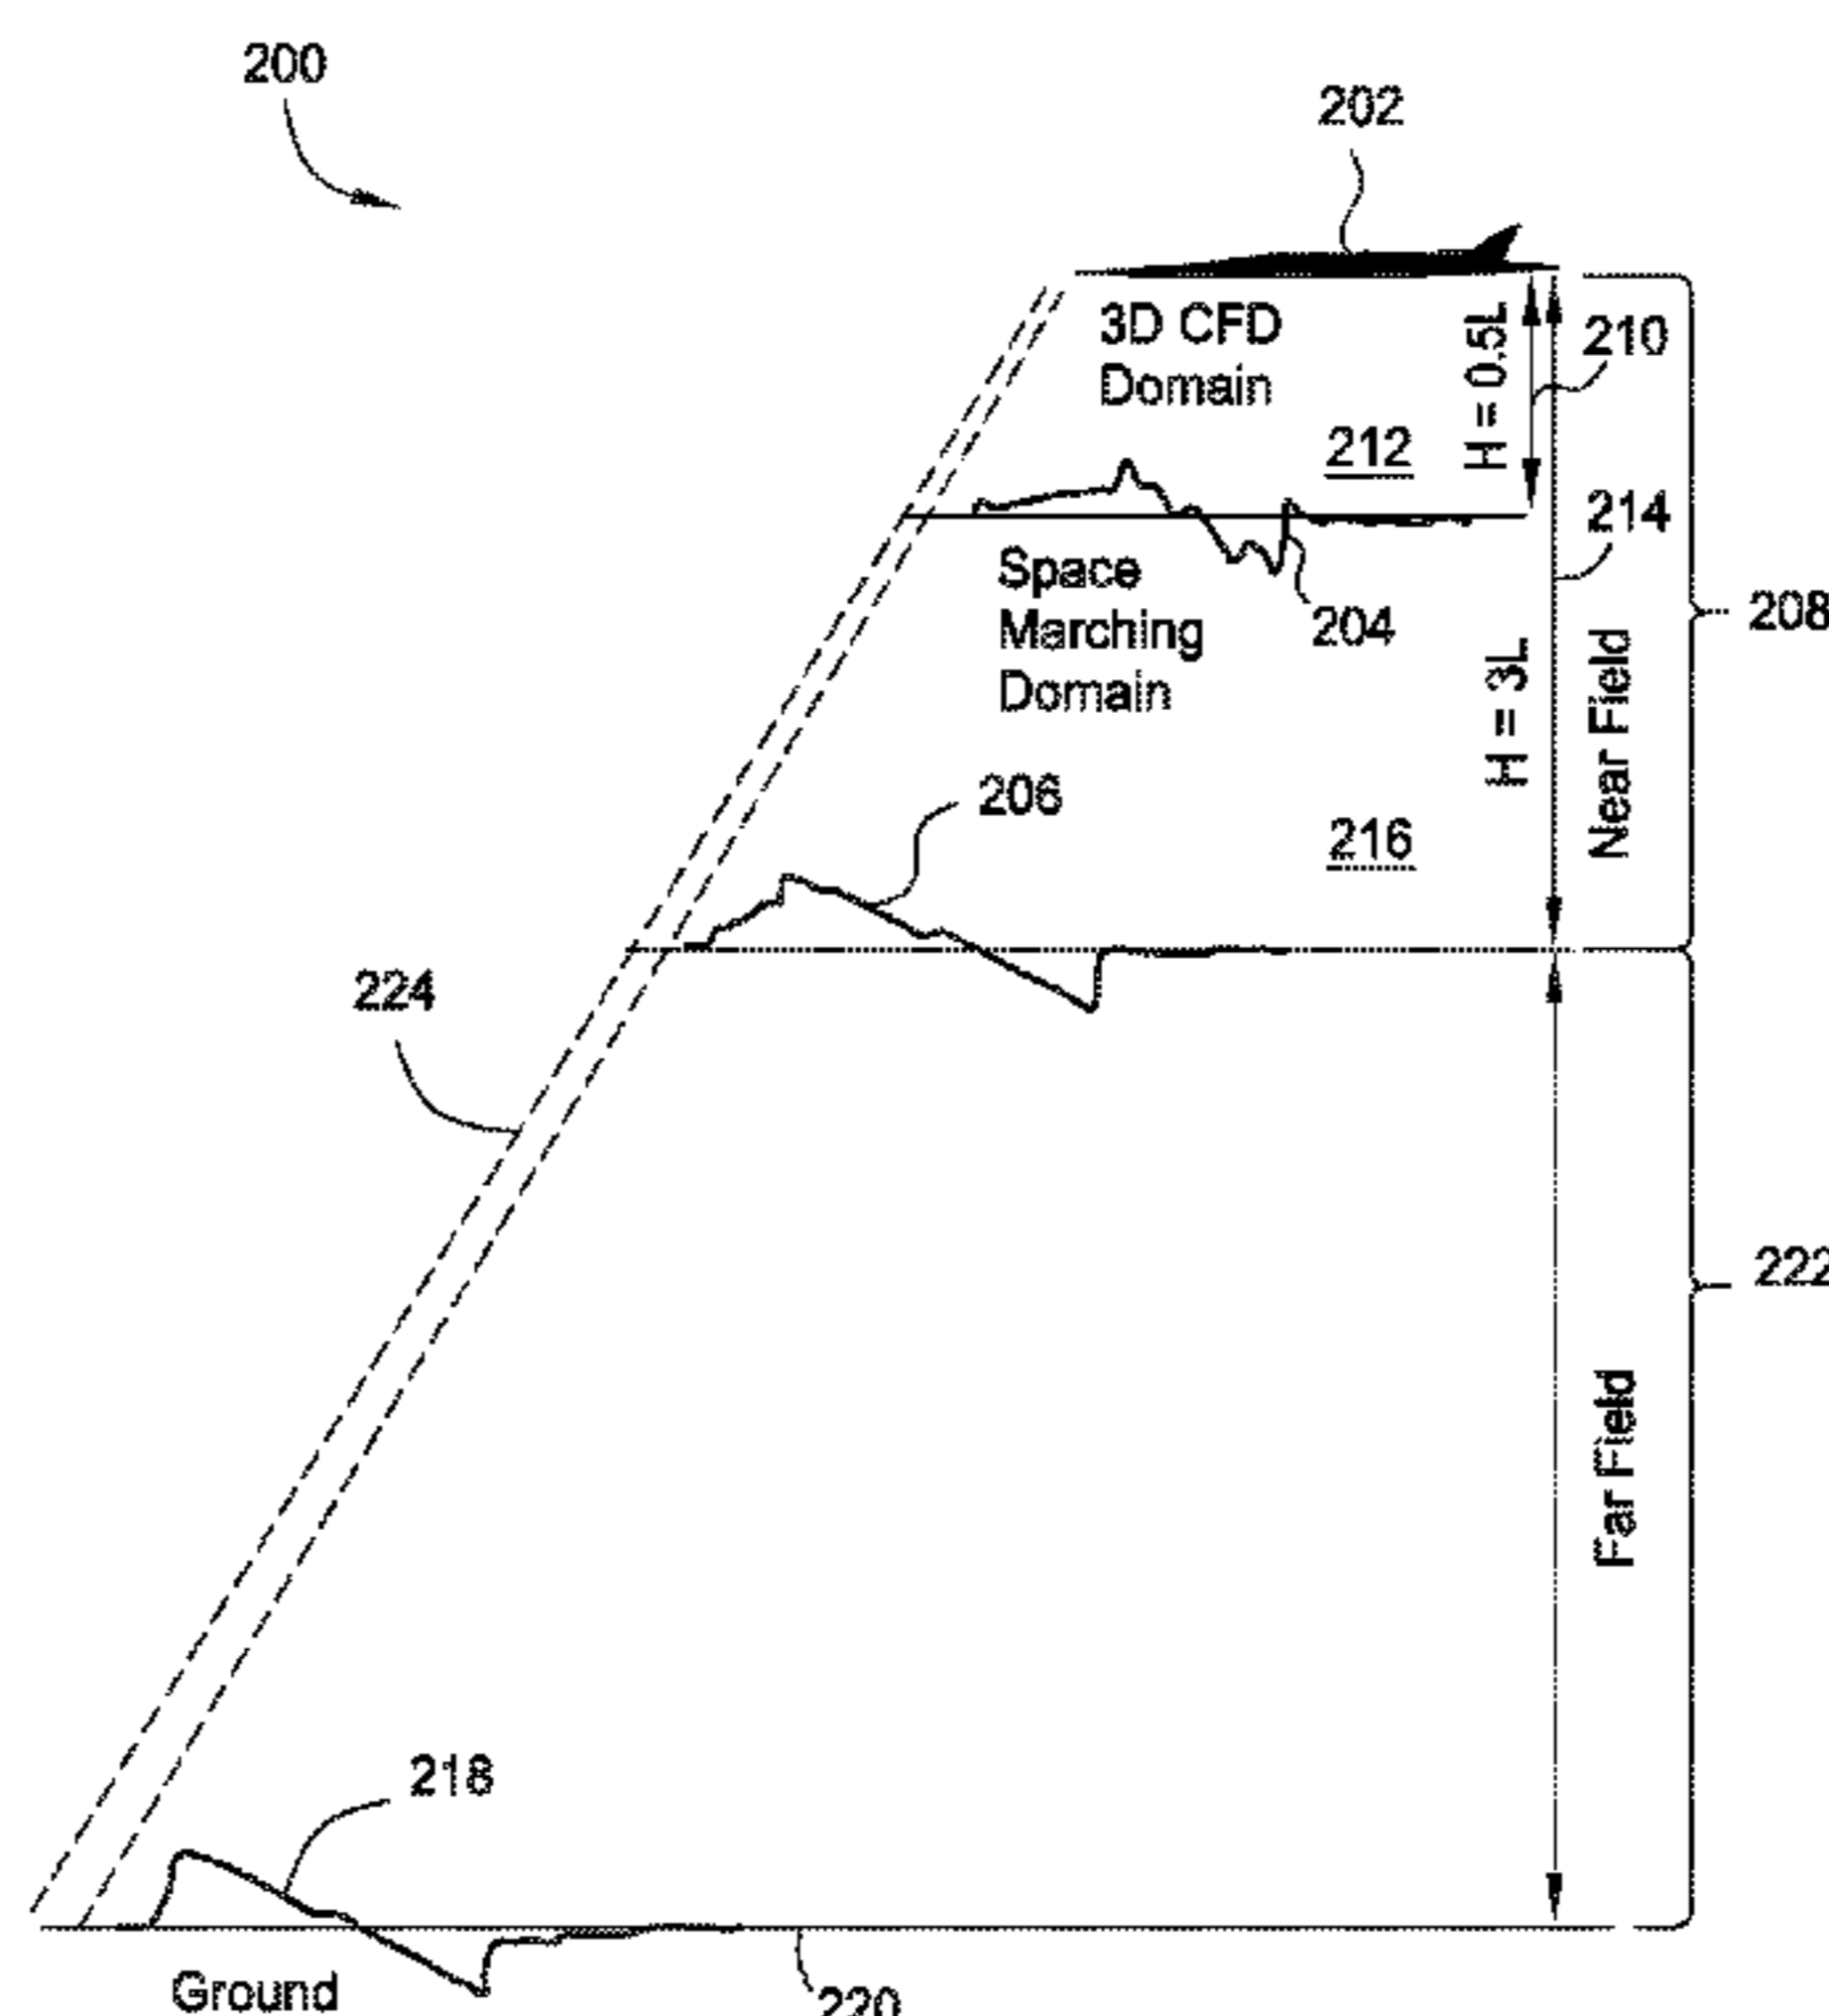 200
202
3D CFD
Domain
H = 0.5L
210
212
214
Space
Marching
Domain
204
208
H = 3L
Near Field
206
216
224
222
Far Field
218
Ground
220